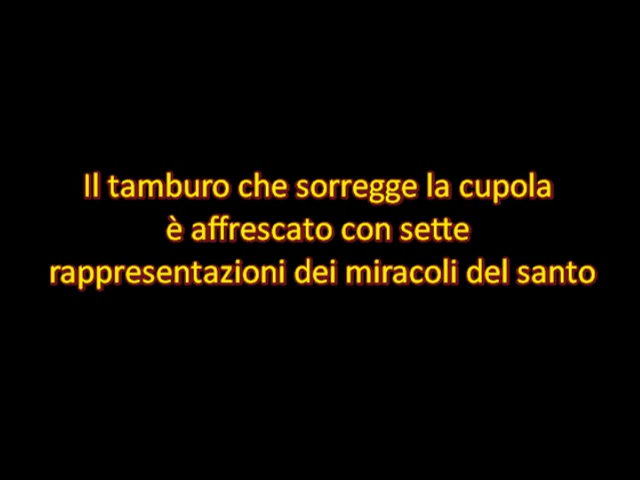 Il tamburo che sorregge la cupola
è affrescato con sette
rappresentazioni dei miracoli del santo